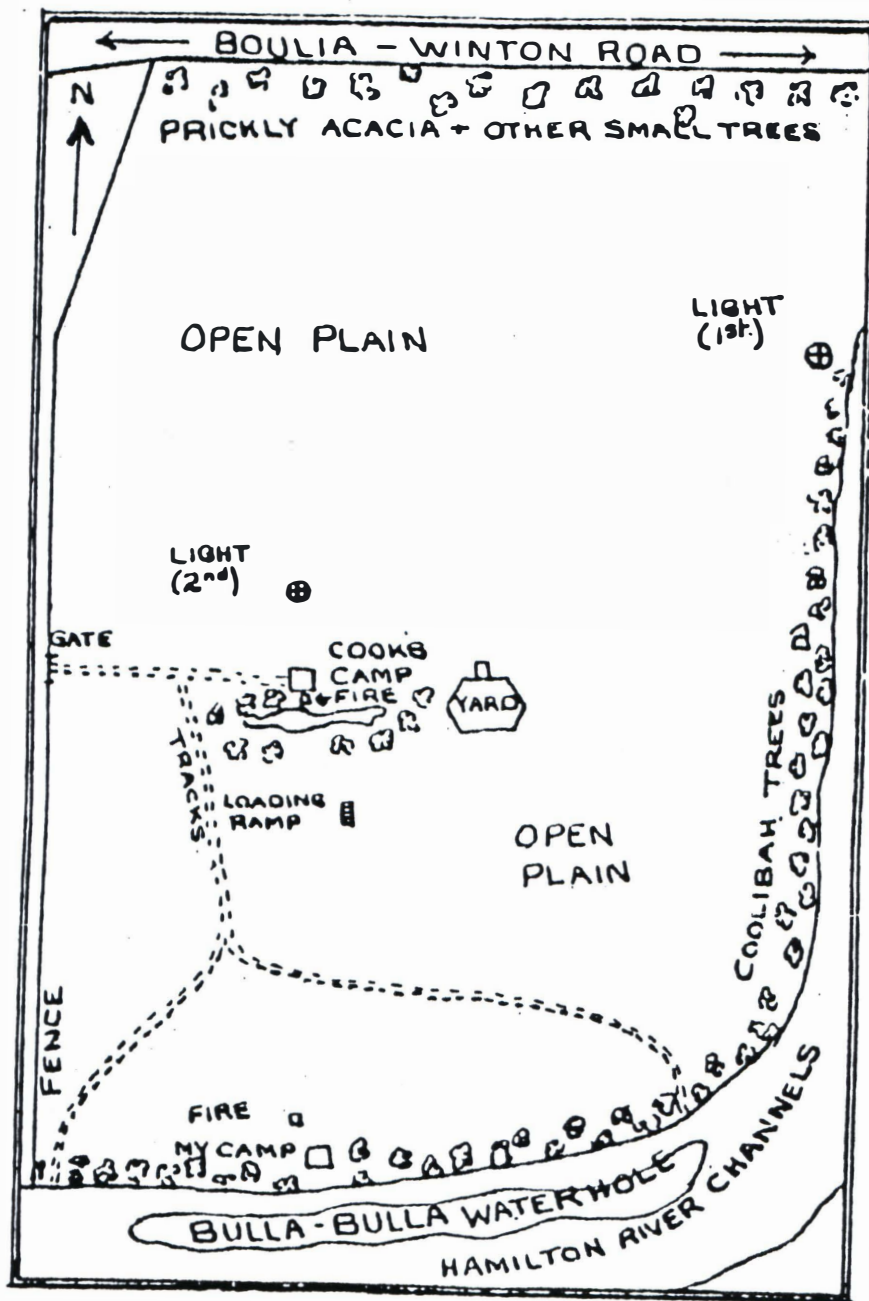 BOULIA - WINTON ROAD
N
PRICKLY ACACIA + OTHER SMALL TREES
LIGHT
(1st.)
OPEN PLAIN
LIGHT
(2nd)
GATE
COOKS
CAMP
FIRE
YARD
TRACKS
LOADING
RAMP
OPEN
PLAIN
COOLIBAH TREES
FENCE
FIRE
MY CAMP
BULLA-BULLA WATERHOLE
HAMILTON RIVER CHANNELS